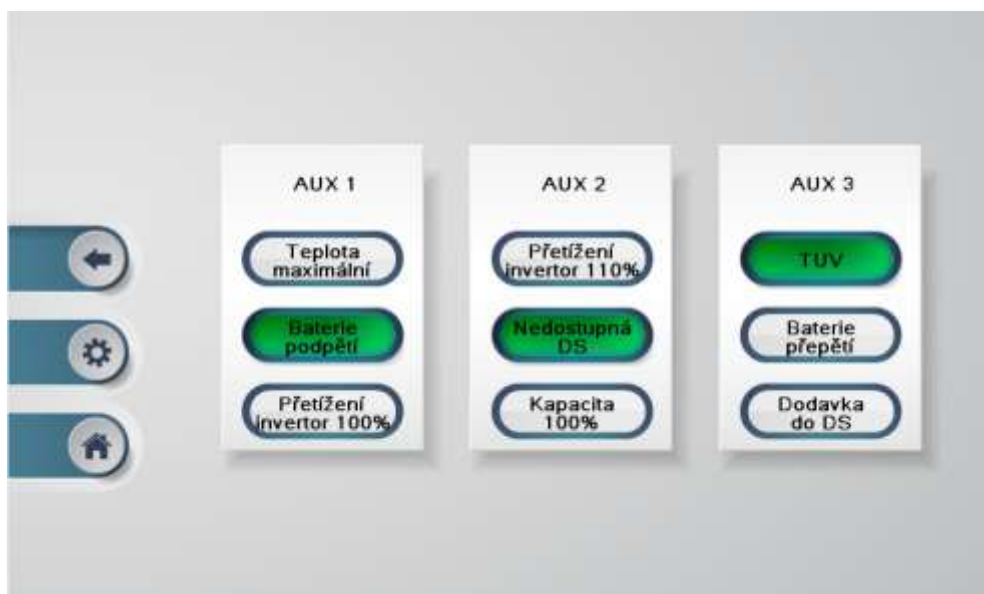 AUX 1
Teplota
maximální
Baterie
podpětí
Přetížení
invertor 100%
AUX 2
Přetížení
invertor 110%
Nedostupná
DS
Kapacita
100%
AUX 3
TUV
Baterie
přepětí
Dodavka
do DS